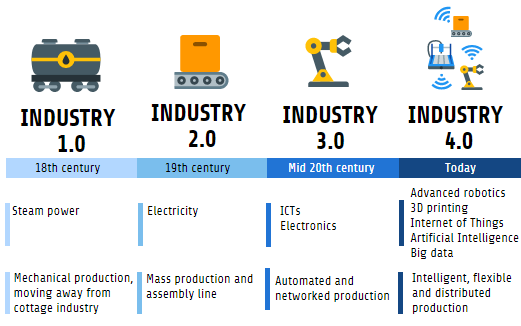 INDUSTRY
1.0
INDUSTRY
2.0
INDUSTRY
3.0
INDUSTRY
4.0
18th century
19th century
Mid 20th century
Today
Steam power
Electricity
ICTs
Electronics
Advanced robotics
3D printing
Internet of Things
Artificial Intelligence
Big data
Mechanical production,
moving away from
cottage industry
Mass production and
assembly line
Automated and
networked production
Intelligent, flexible
and distributed
production